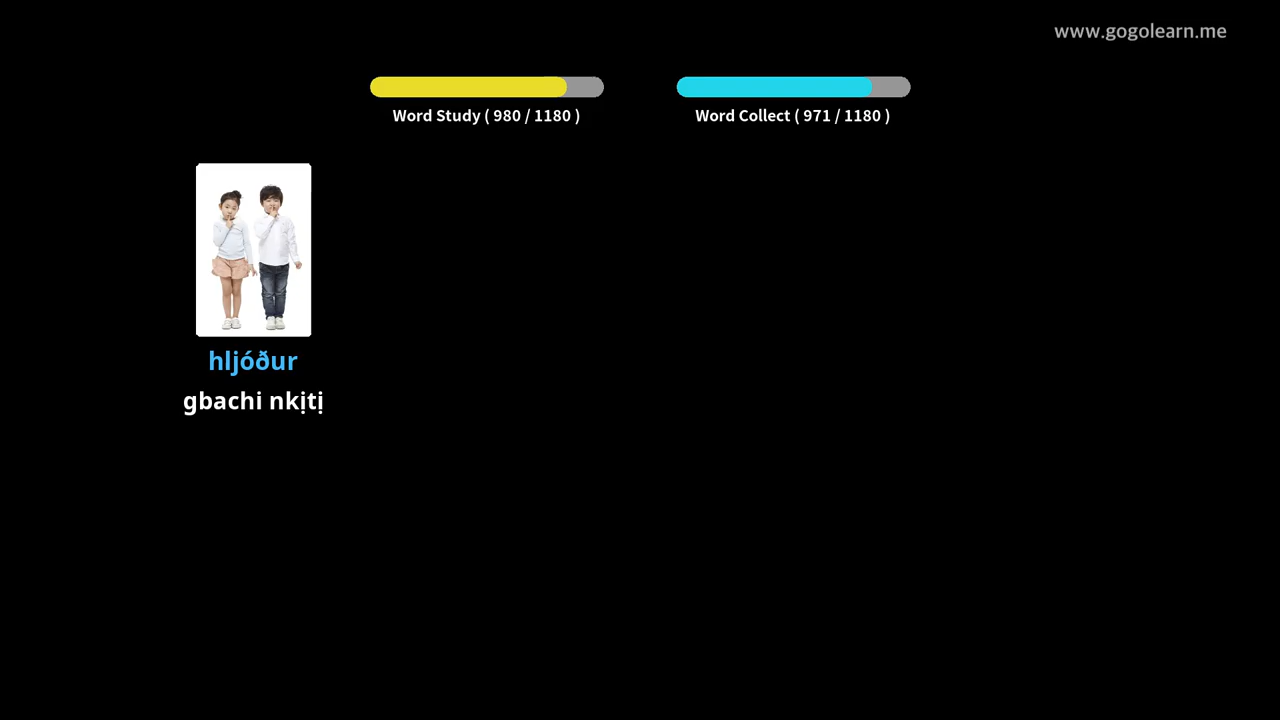 www.gogolearn.me
Word Study ( 980 / 1180 )
Word Collect ( 971 / 1180 )
hljóður
gbachi nkịtị